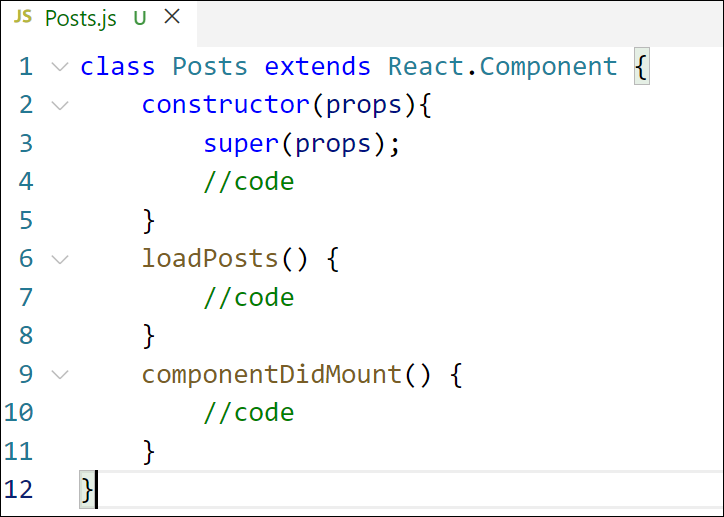 JS Posts.js U ×
1 class Posts extends React.Component {
2     constructor(props){
3         super(props);
4         //code
5     }
6     loadPosts() {
7         //code
8     }
9     componentDidMount() {
10         //code
11     }
12 }